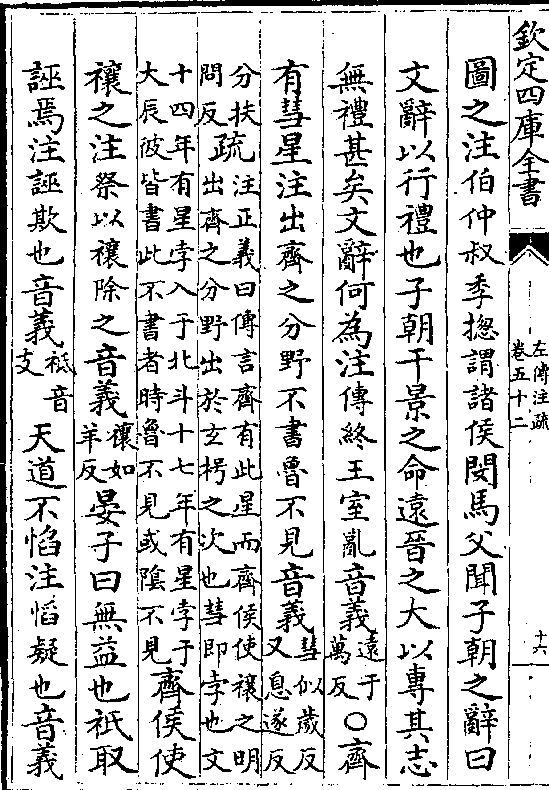 欽定四庫全書
左傳注疏
卷五十二
十六
圖之注伯仲叔季揔謂諸侯閔馬父聞子朝之辭曰
文辭以行禮也子朝干景之命遠晉之大以專其志
無禮甚矣文辭何為注傳終王室亂音義遠于
萬反○齊
有彗星注出齊之分野不書魯不見音義彗似歲反
又息遂反
分扶
問反疏注正義曰傳言齊有此星而齊侯使禳之明
出齊之分野出於玄枵之次也彗即孛也文
十四年有星孛入于北斗十七年有星孛于
大辰彼皆書此不書者時魯不見或陰不見齊侯使
禳之注祭以禳除之音義禳如
羊反晏子曰無益也祇取
誣焉注誣欺也音義祇音
支天道不慆注慆疑也音義